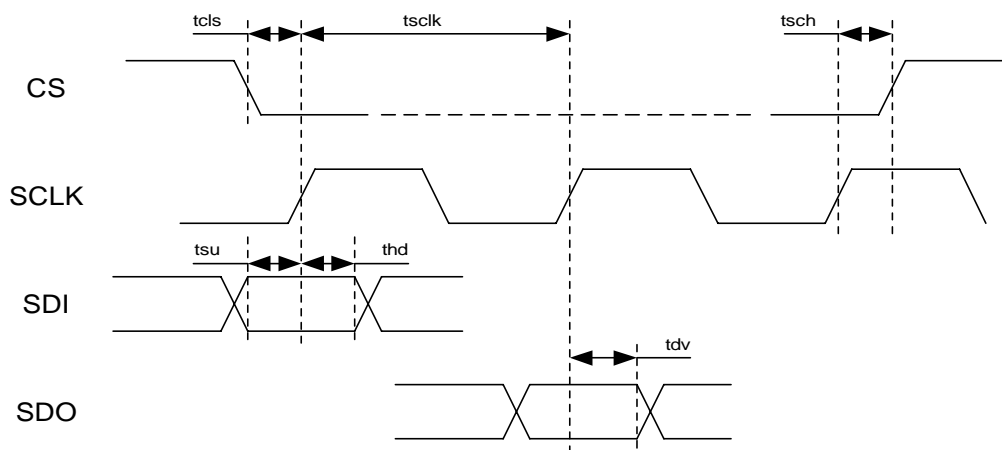 tcls tsclk tsch
CS
SCLK
tsu thd
SDI
tdv
SDO